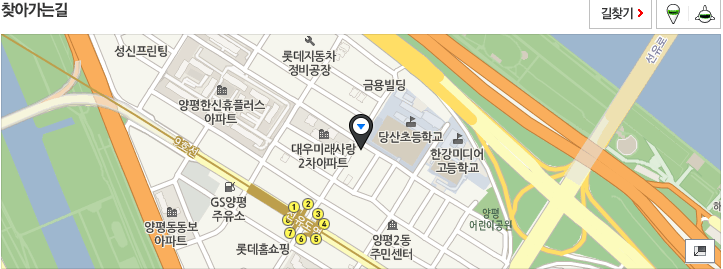 찾아가는길
길찾기
성신프린팅
롯데자동차
정비공장
금융빌딩
선유로
양평한신휴플러스
아파트
9호선
대우미래사랑
2차아파트
당산초등학교
한강미디어
고등학교
GS양평
주유소
1
2
3
4
5
6
7
8
양평동동보
아파트
롯데홈쇼핑
양평2동
주민센터
양평
어린이공원
해